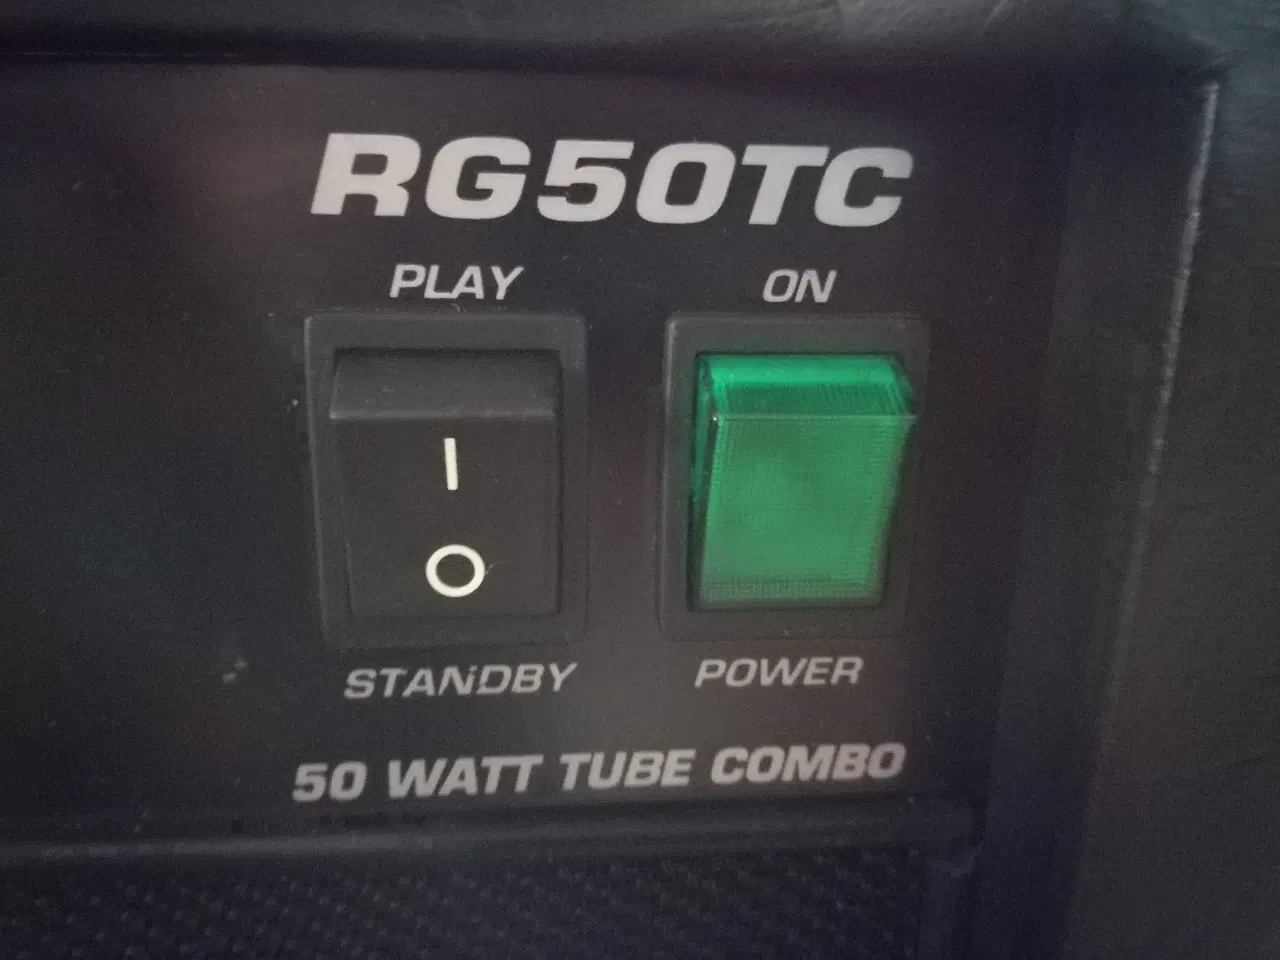 RG50TC
PLAY ON
I
O
STANDBY POWER
50 WATT TUBE COMBO